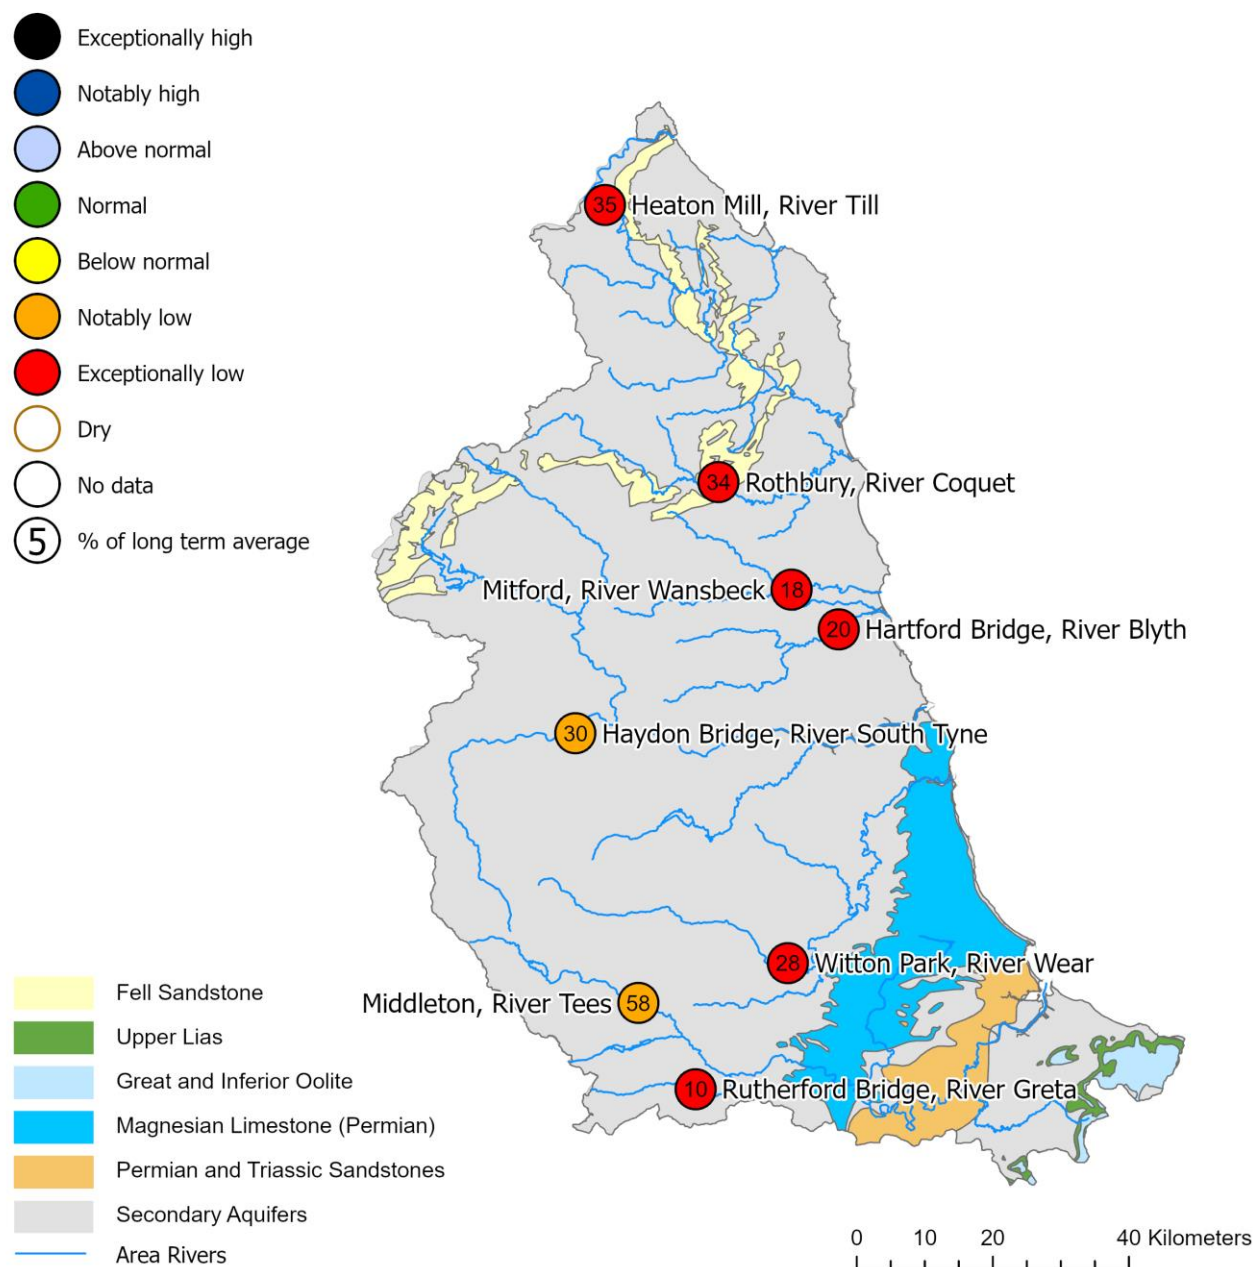 Exceptionally high
Notably high
Above normal
Normal
Below normal
Notably low
Exceptionally low
Dry
No data
5 % of long term average
35 Heaton Mill, River Till
34 Rothbury, River Coquet
Mitford, River Wansbeck 18
20 Hartford Bridge, River Blyth
30 Haydon Bridge, River South Tyne
28 Witton Park, River Wear
Middleton, River Tees 58
10 Rutherford Bridge, River Greta
Fell Sandstone
Upper Lias
Great and Inferior Oolite
Magnesian Limestone (Permian)
Permian and Triassic Sandstones
Secondary Aquifers
Area Rivers
0 10 20 40 Kilometers